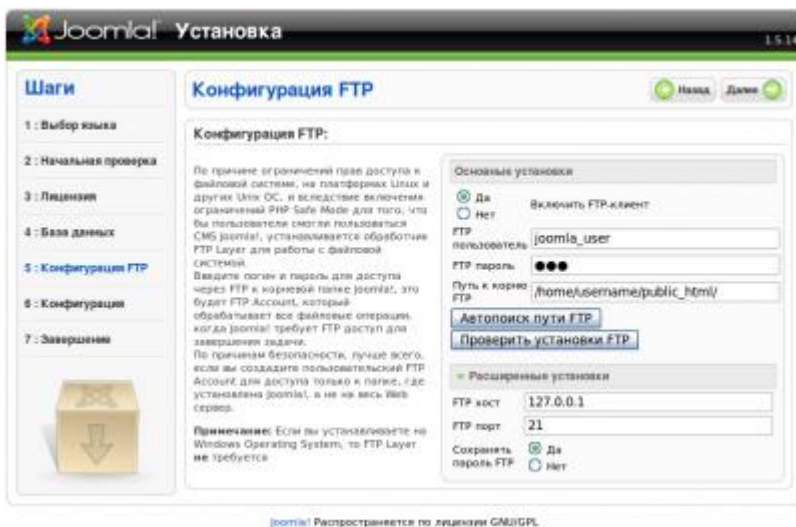 Joomla! Установка
1.5.14
Шаги
1 : Выбор языка
2 : Начальная проверка
3 : Лицензия
4 : База данных
5 : Конфигурация FTP
6 : Конфигурация
7 : Завершение
Конфигурация FTP
Назад
Далее
Конфигурация FTP:
По причине ограничений прав доступа к
файловой системе, на платформах Linux и
других Unix ОС, и вследствие включения
ограничений PHP Safe Mode для того, что
бы пользователи смогли пользоваться
CMS Joomla!, устанавливается обработчик
FTP Layer для работы с файловой
системой.
Введите логин и пароль для доступа
через FTP к корневой папке Joomla!, это
будет FTP Account, который
обрабатывает все файловые операции,
когда Joomla! требует FTP доступ для
завершения задачи.
По причинам безопасности, лучше всего,
если вы создадите пользовательский FTP
Account для доступа только к папке, где
установлена Joomla!, а не на весь Web
сервер.
Примечание: Если вы устанавливаете на
Windows Operating System, то FTP Layer
не требуется
Основные установки
Да
Нет
Включить FTP-клиент
FTP
пользователь
joomla_user
FTP пароль
Путь к корню
FTP
/home/username/public_html/
Автопоиск пути FTP
Проверить установки FTP
Расширенные установки
FTP хост
127.0.0.1
FTP порт
21
Сохранять
пароль FTP
Да
Нет
Joomla! Распространяется по лицензии GNU/GPL